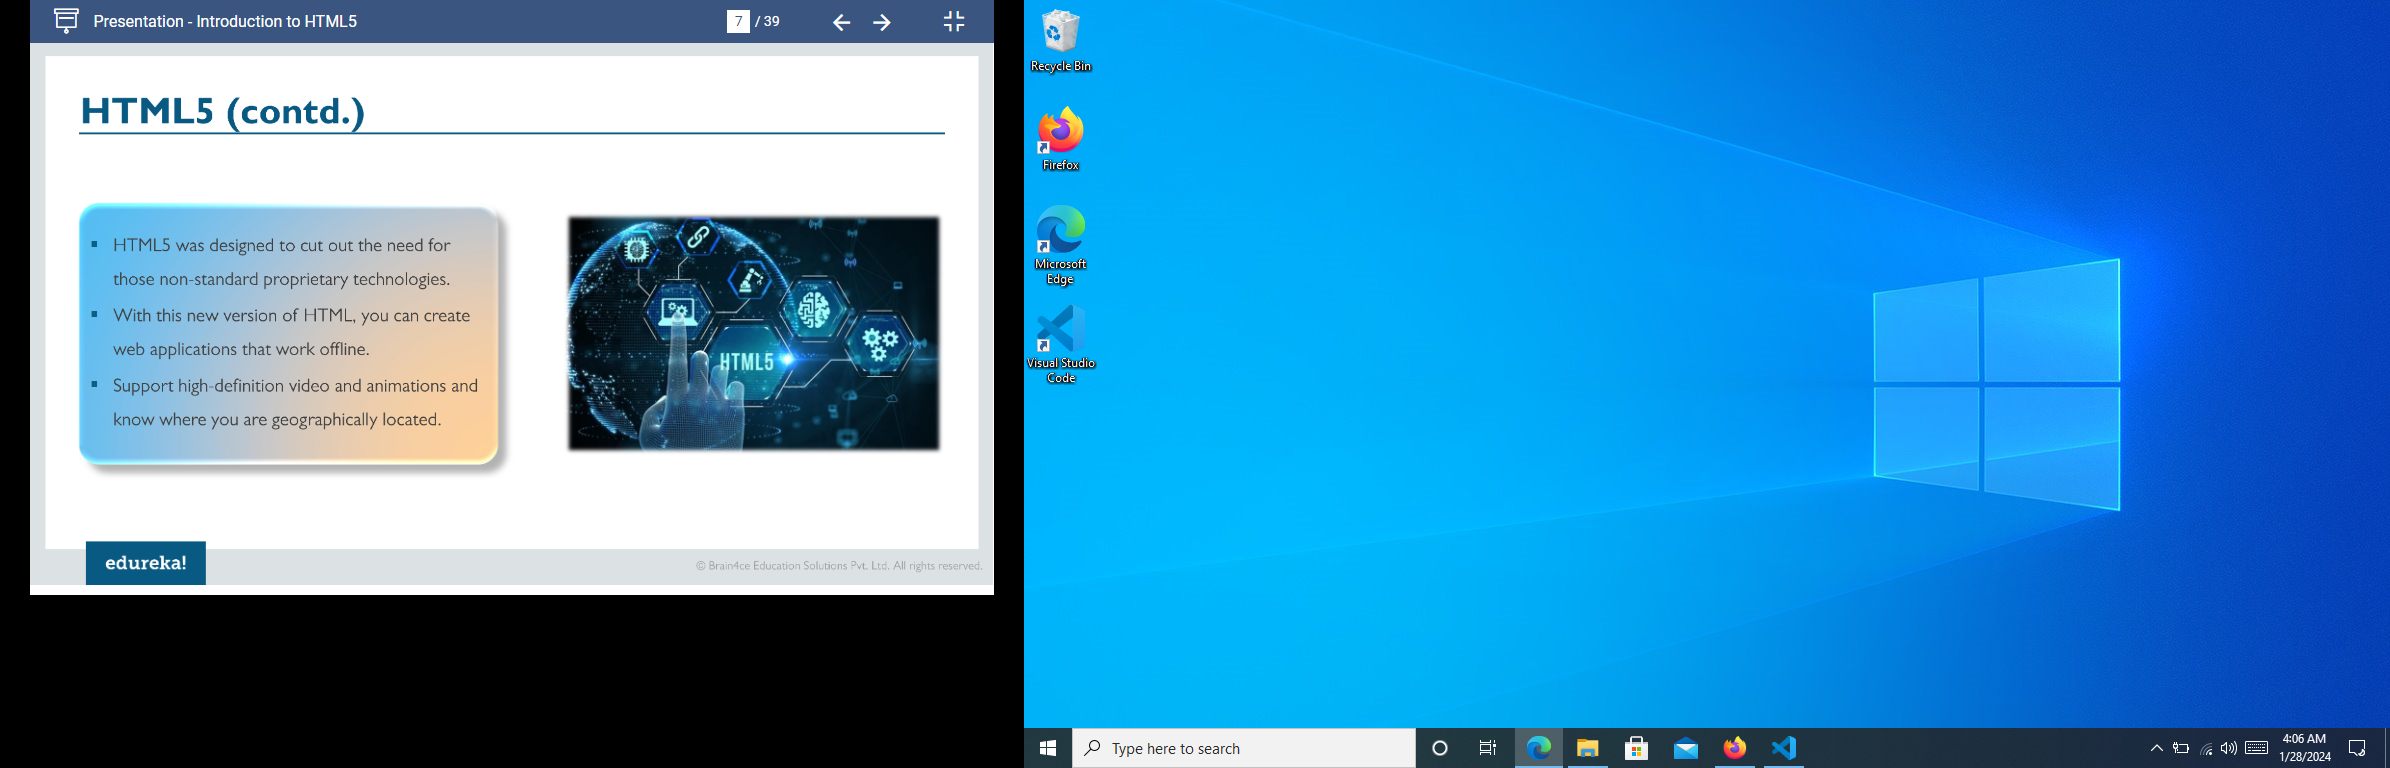 Presentation - Introduction to HTML5
7 / 39
HTML5 (contd.)
▪ HTML5 was designed to cut out the need for
those non-standard proprietary technologies.
▪ With this new version of HTML, you can create
web applications that work offline.
▪ Support high-definition video and animations and
know where you are geographically located.
HTML5
edureka!
© Brain4ce Education Solutions Pvt. Ltd. All rights reserved.
Recycle Bin
Firefox
Microsoft
Edge
Visual Studio
Code
Type here to search
4:06 AM
1/28/2024